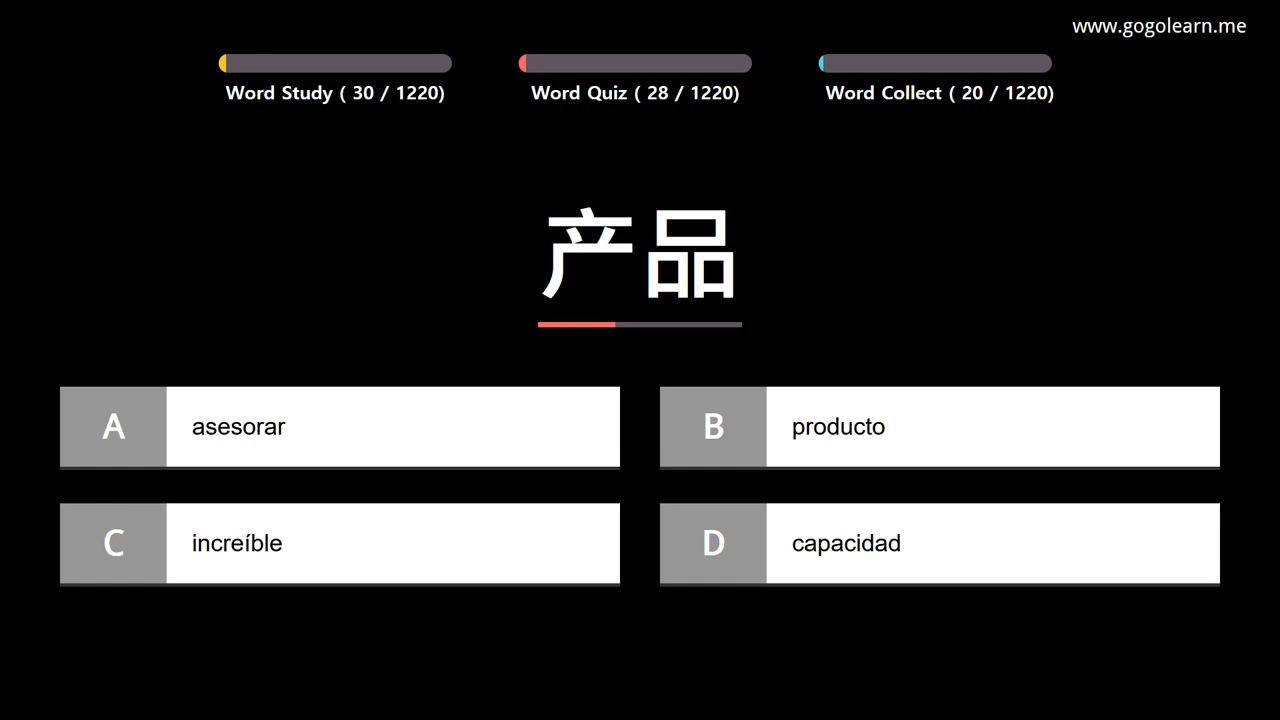 www.gogolearn.me
Word Study ( 30 / 1220)
Word Quiz ( 28 / 1220)
Word Collect ( 20 / 1220)
产品
A asesorar
B producto
C increíble
D capacidad